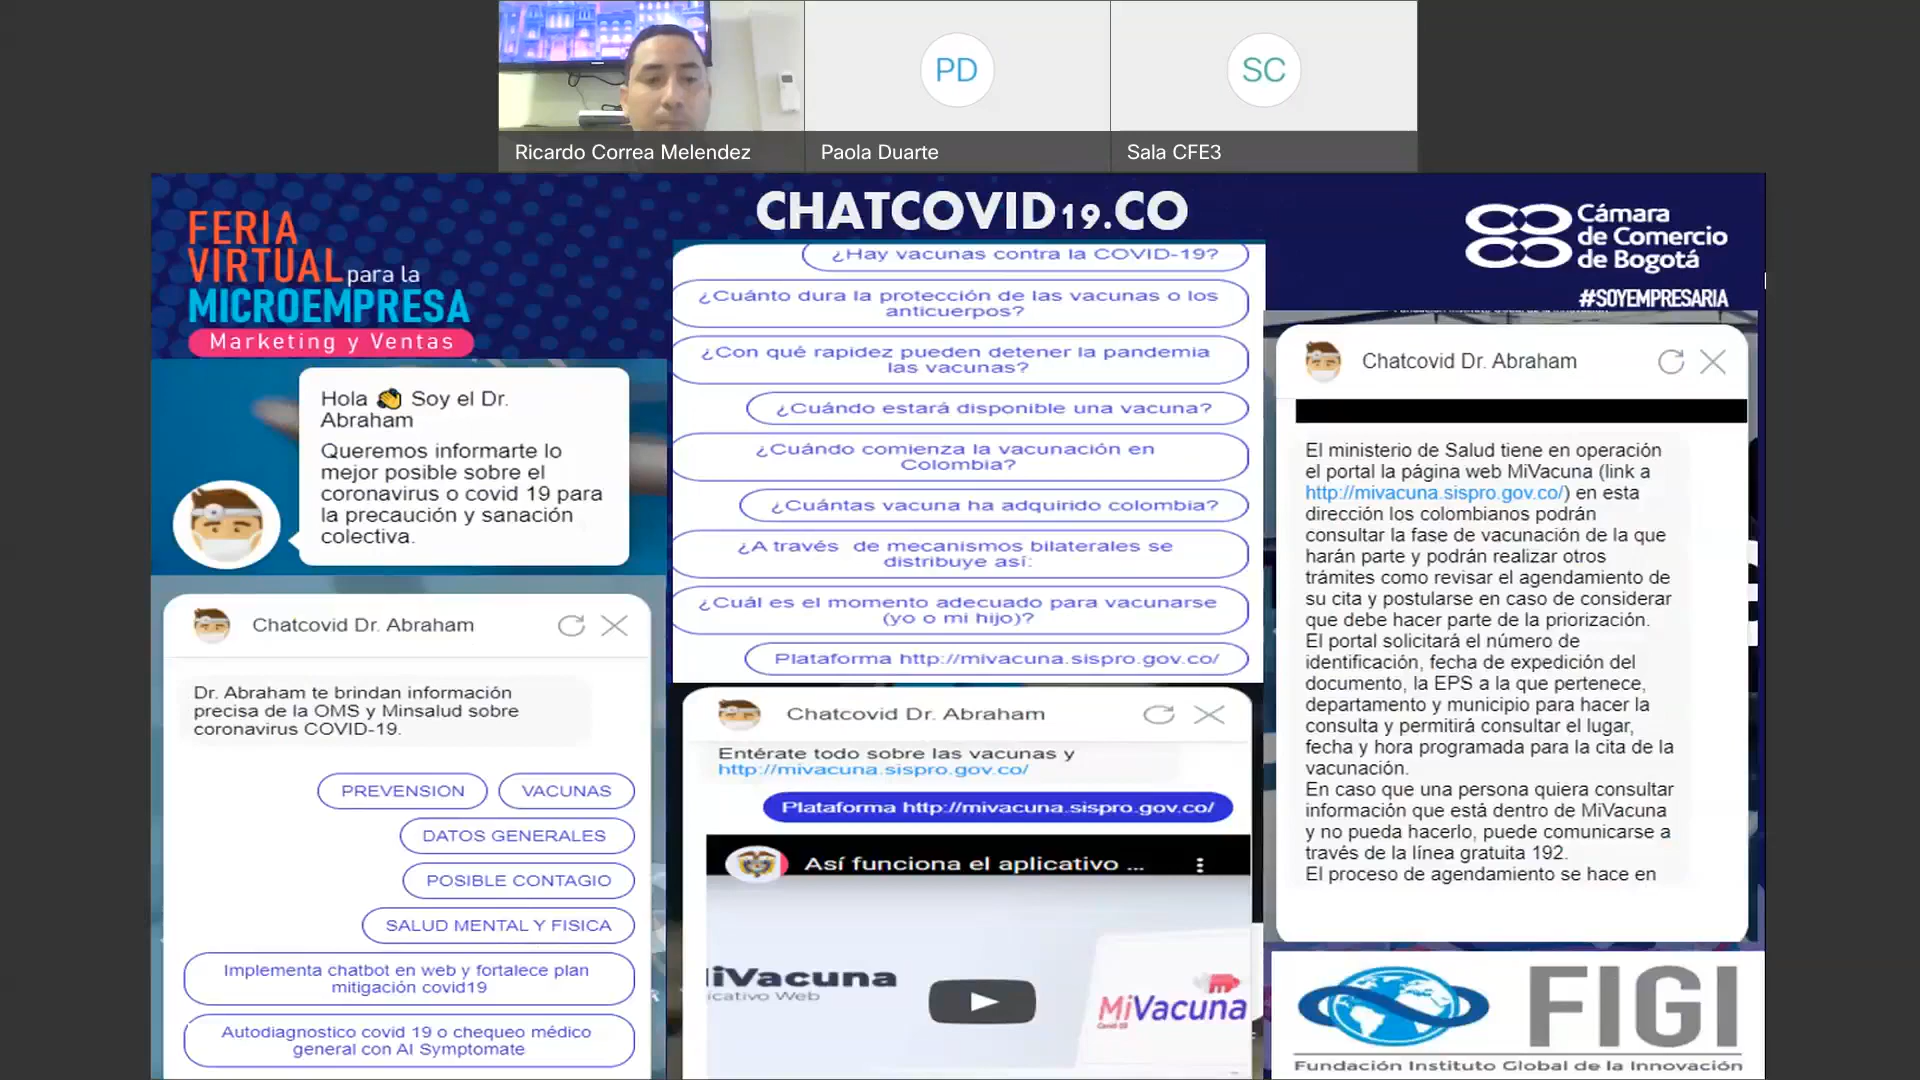 PD
SC
Ricardo Correa Melendez
Paola Duarte
Sala CFE3
FERIA
VIRTUAL para la
MICROEMPRESA
Marketing y Ventas
CHATCOVID19.CO
Cámara
de Comercio
de Bogotá
#SOYEMPRESARIA
Hola 👏 Soy el Dr.
Abraham
Queremos informarte lo
mejor posible sobre el
coronavirus o covid 19 para
la precaución y sanación
colectiva.
Chatcovid Dr. Abraham
Dr. Abraham te brindan información
precisa de la OMS y Minsalud sobre
coronavirus COVID-19.
PREVENSION
VACUNAS
DATOS GENERALES
POSIBLE CONTAGIO
SALUD MENTAL Y FISICA
Implementa chatbot en web y fortalece plan
mitigación covid19
Autodiagnostico covid 19 o chequeo médico
general con AI Symptomate
¿Hay vacunas contra la COVID-19?
¿Cuánto dura la protección de las vacunas o los
anticuerpos?
¿Con qué rapidez pueden detener la pandemia
las vacunas?
¿Cuándo estará disponible una vacuna?
¿Cuándo comienza la vacunación en
Colombia?
¿Cuántas vacuna ha adquirido colombia?
¿A través de mecanismos bilaterales se
distribuye así:
¿Cuál es el momento adecuado para vacunarse
(yo o mi hijo)?
Plataforma http://mivacuna.sispro.gov.co/
Chatcovid Dr. Abraham
Entérate todo sobre las vacunas y
http://mivacuna.sispro.gov.co/
Plataforma http://mivacuna.sispro.gov.co/
Así funciona el aplicativo ...
iVacuna
icativo Web
MiVacuna
Covid-19
Chatcovid Dr. Abraham
El ministerio de Salud tiene en operación
el portal la página web MiVacuna (link a
http://mivacuna.sispro.gov.co/) en esta
dirección los colombianos podrán
consultar la fase de vacunación de la que
harán parte y podrán realizar otros
trámites como revisar el agendamiento de
su cita y postularse en caso de considerar
que debe hacer parte de la priorización.
El portal solicitará el número de
identificación, fecha de expedición del
documento, la EPS a la que pertenece,
departamento y municipio para hacer la
consulta y permitirá consultar el lugar,
fecha y hora programada para la cita de la
vacunación.
En caso que una persona quiera consultar
información que está dentro de MiVacuna
y no pueda hacerlo, puede comunicarse a
través de la línea gratuita 192.
El proceso de agendamiento se hace en
FIGI
Fundación Instituto Global de la Innovación